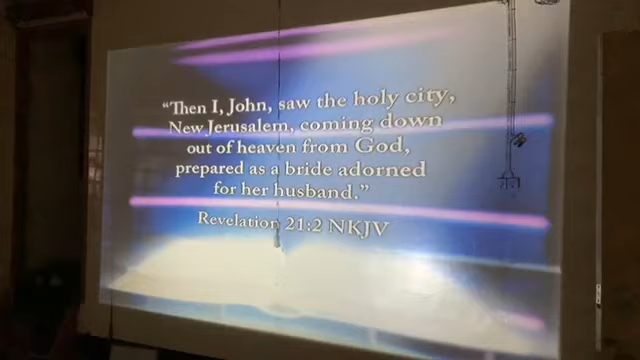 “Then I, John, saw the holy city,
New Jerusalem, coming down
out of heaven from God,
prepared as a bride adorned
for her husband.”
Revelation 21:2 NKJV